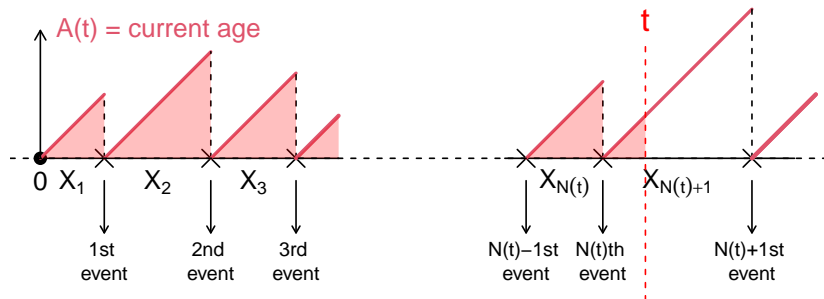 A(t) = current age
t
0 X1 X2 X3 XN(t) XN(t)+1
1st event
2nd event
3rd event
N(t)−1st event
N(t)th event
N(t)+1st event